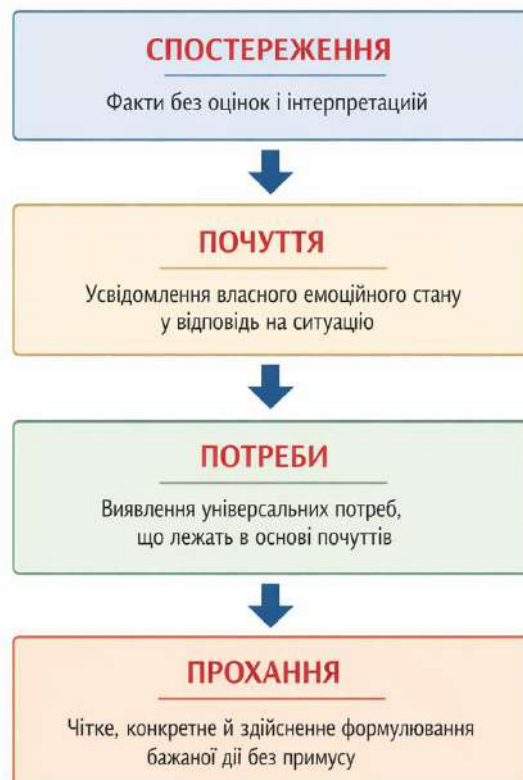 СПОСТЕРЕЖЕННЯ
Факти без оцінок і інтерпретаціій
ПОЧУТТЯ
Усвідомлення власного емоційного стану
у відповідь на ситуацію
ПОТРЕБИ
Виявлення універсальних потреб,
що лежать в основі почуттів
ПРОХАННЯ
Чітке, конкретне й здійсненне формулювання
бажаної дії без примусу